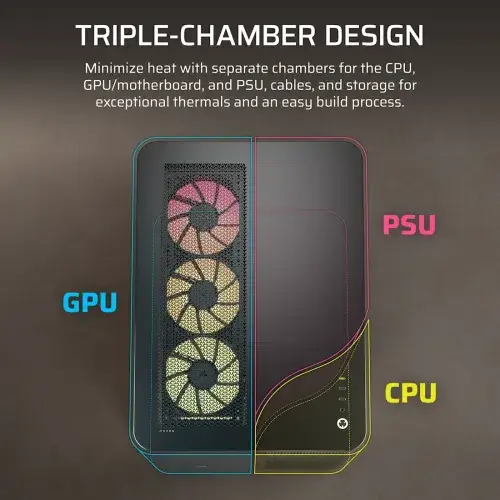 TRIPLE-CHAMBER DESIGN
Minimize heat with separate chambers for the CPU,
GPU/motherboard, and PSU, cables, and storage for
exceptional thermals and an easy build process.
PSU
GPU
CPU